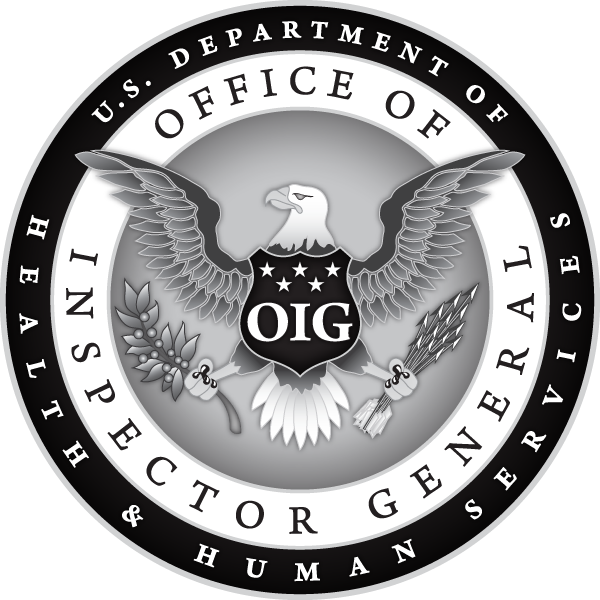 U.S. DEPARTMENT OF
HEALTH & HUMAN SERVICES
OFFICE OF
INSPECTOR GENERAL
OIG